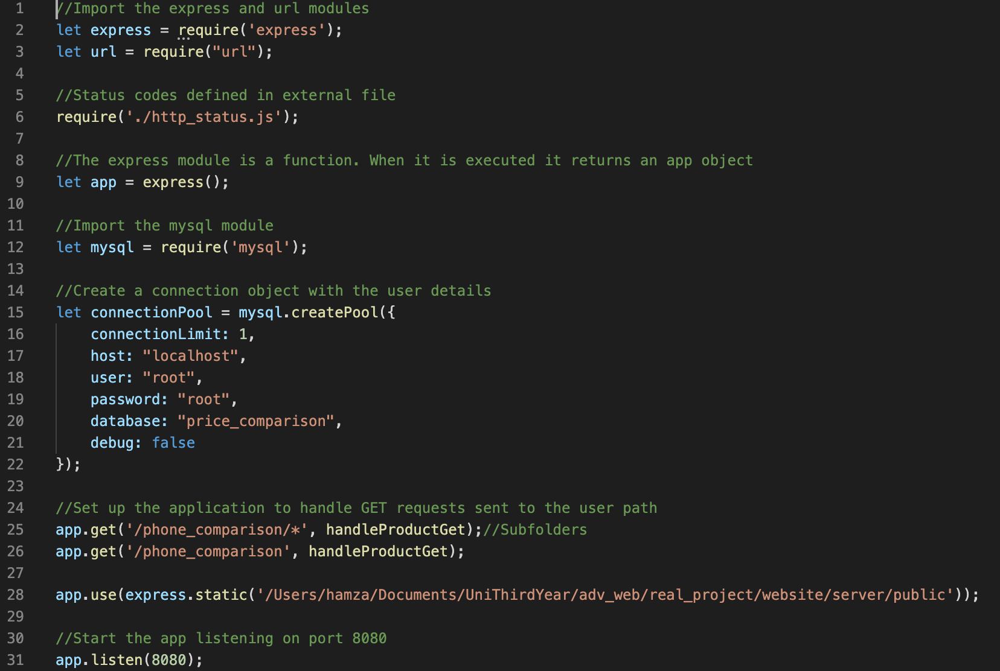 1 //Import the express and url modules
2 let express = require('express');
3 let url = require("url");
4
5 //Status codes defined in external file
6 require('./http_status.js');
7
8 //The express module is a function. When it is executed it returns an app object
9 let app = express();
10
11 //Import the mysql module
12 let mysql = require('mysql');
13
14 //Create a connection object with the user details
15 let connectionPool = mysql.createPool({
16     connectionLimit: 1,
17     host: "localhost",
18     user: "root",
19     password: "root",
20     database: "price_comparison",
21     debug: false
22 });
23
24 //Set up the application to handle GET requests sent to the user path
25 app.get('/phone_comparison/*', handleProductGet);//Subfolders
26 app.get('/phone_comparison', handleProductGet);
27
28 app.use(express.static('/Users/hamza/Documents/UniThirdYear/adv_web/real_project/website/server/public'));
29
30 //Start the app listening on port 8080
31 app.listen(8080);